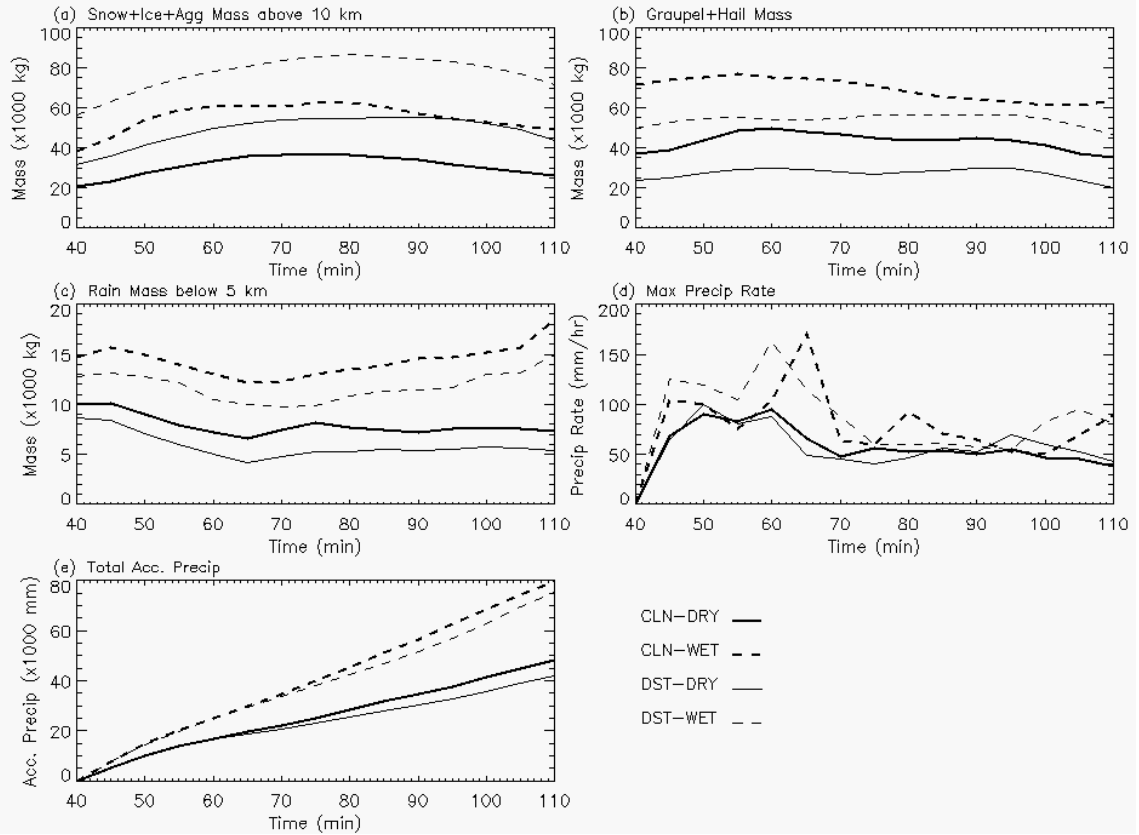 (a) Snow+Ice+Agg Mass above 10 km
Mass (x1000 kg)
100
80
60
40
20
0
40 50 60 70 80 90 100 110
Time (min)
(b) Graupel+Hail Mass
Mass (x1000 kg)
100
80
60
40
20
0
40 50 60 70 80 90 100 110
Time (min)
(c) Rain Mass below 5 km
Mass (x1000 kg)
20
15
10
5
0
40 50 60 70 80 90 100 110
Time (min)
(d) Max Precip Rate
Precip Rate (mm/hr)
200
150
100
50
0
40 50 60 70 80 90 100 110
Time (min)
(e) Total Acc. Precip
Acc. Precip (x1000 mm)
80
60
40
20
0
40 50 60 70 80 90 100 110
Time (min)
CLN-DRY
CLN-WET
DST-DRY
DST-WET